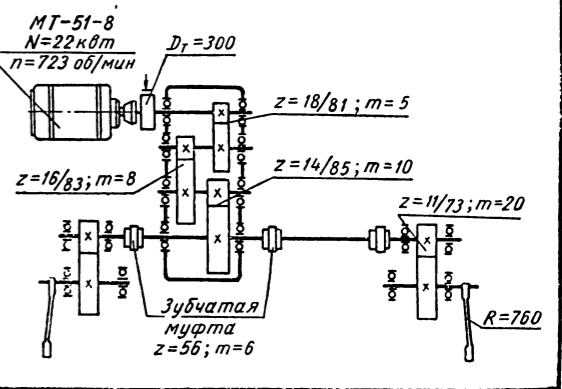 МТ-51-8
N=22квт
n=723 об/мин
Dт=300
z=18/81; m=5
z=16/83; m=8
z=14/85; m=10
z=11/73; m=20
Зубчатая
муфта
z=56; m=6
R=760